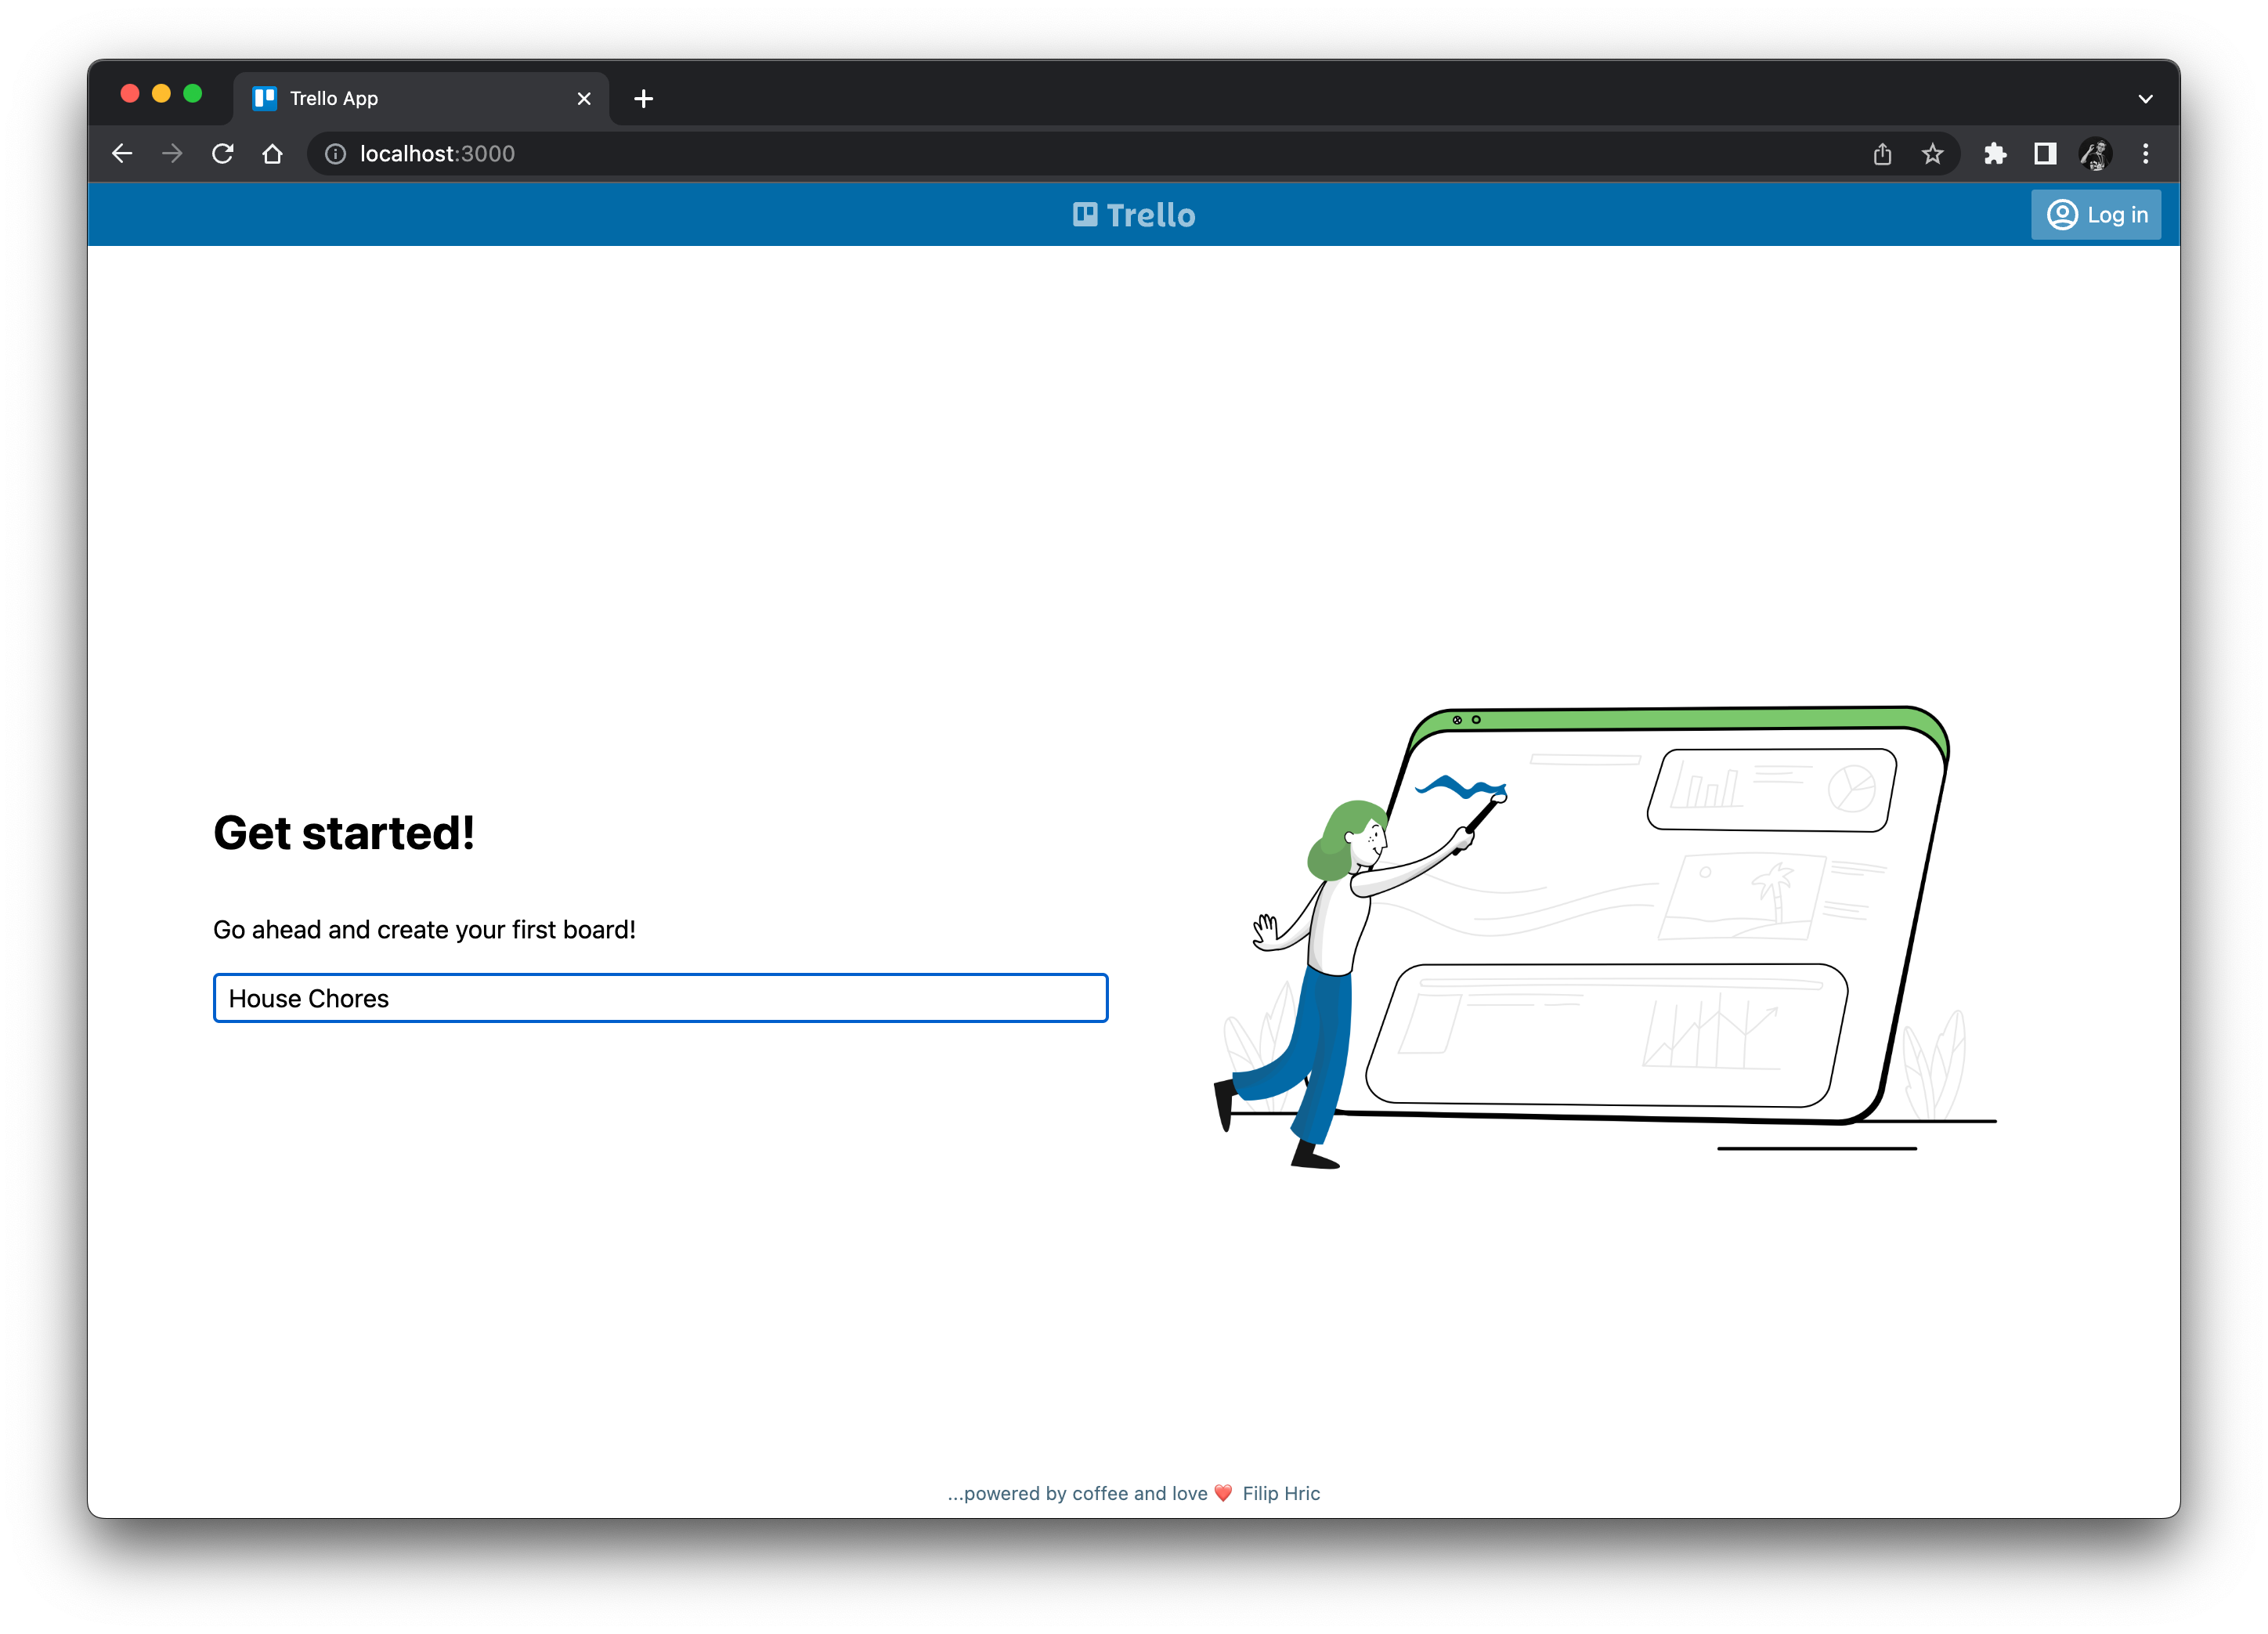 Trello App
localhost:3000
Trello
Log in
Get started!
Go ahead and create your first board!
House Chores
...powered by coffee and love ❤️ Filip Hric